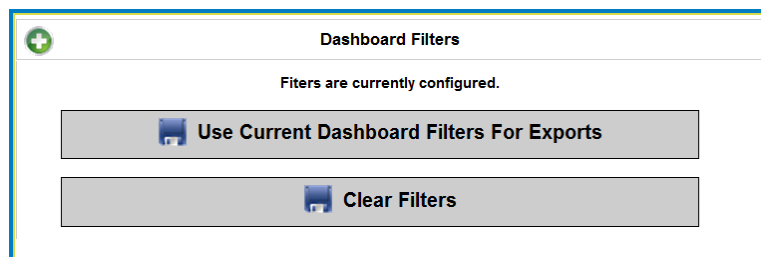 Dashboard Filters
Fiters are currently configured.
Use Current Dashboard Filters For Exports
Clear Filters